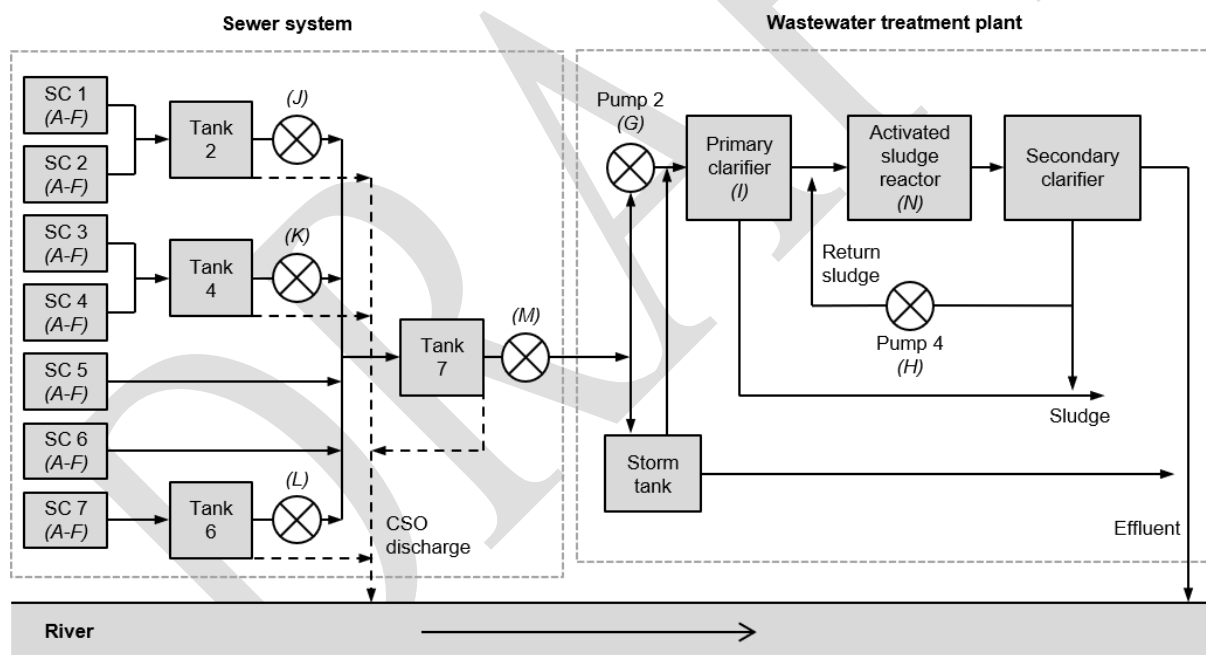 Sewer system
Wastewater treatment plant
SC 1
(A-F)
SC 2
(A-F)
SC 3
(A-F)
SC 4
(A-F)
SC 5
(A-F)
SC 6
(A-F)
SC 7
(A-F)
Tank
2
(J)
Tank
4
(K)
Tank
6
(L)
Tank
7
(M)
CSO
discharge
Pump 2
(G)
Primary
clarifier
(I)
Activated
sludge
reactor
(N)
Secondary
clarifier
Return
sludge
Pump 4
(H)
Sludge
Storm
tank
Effluent
River
DRAFT